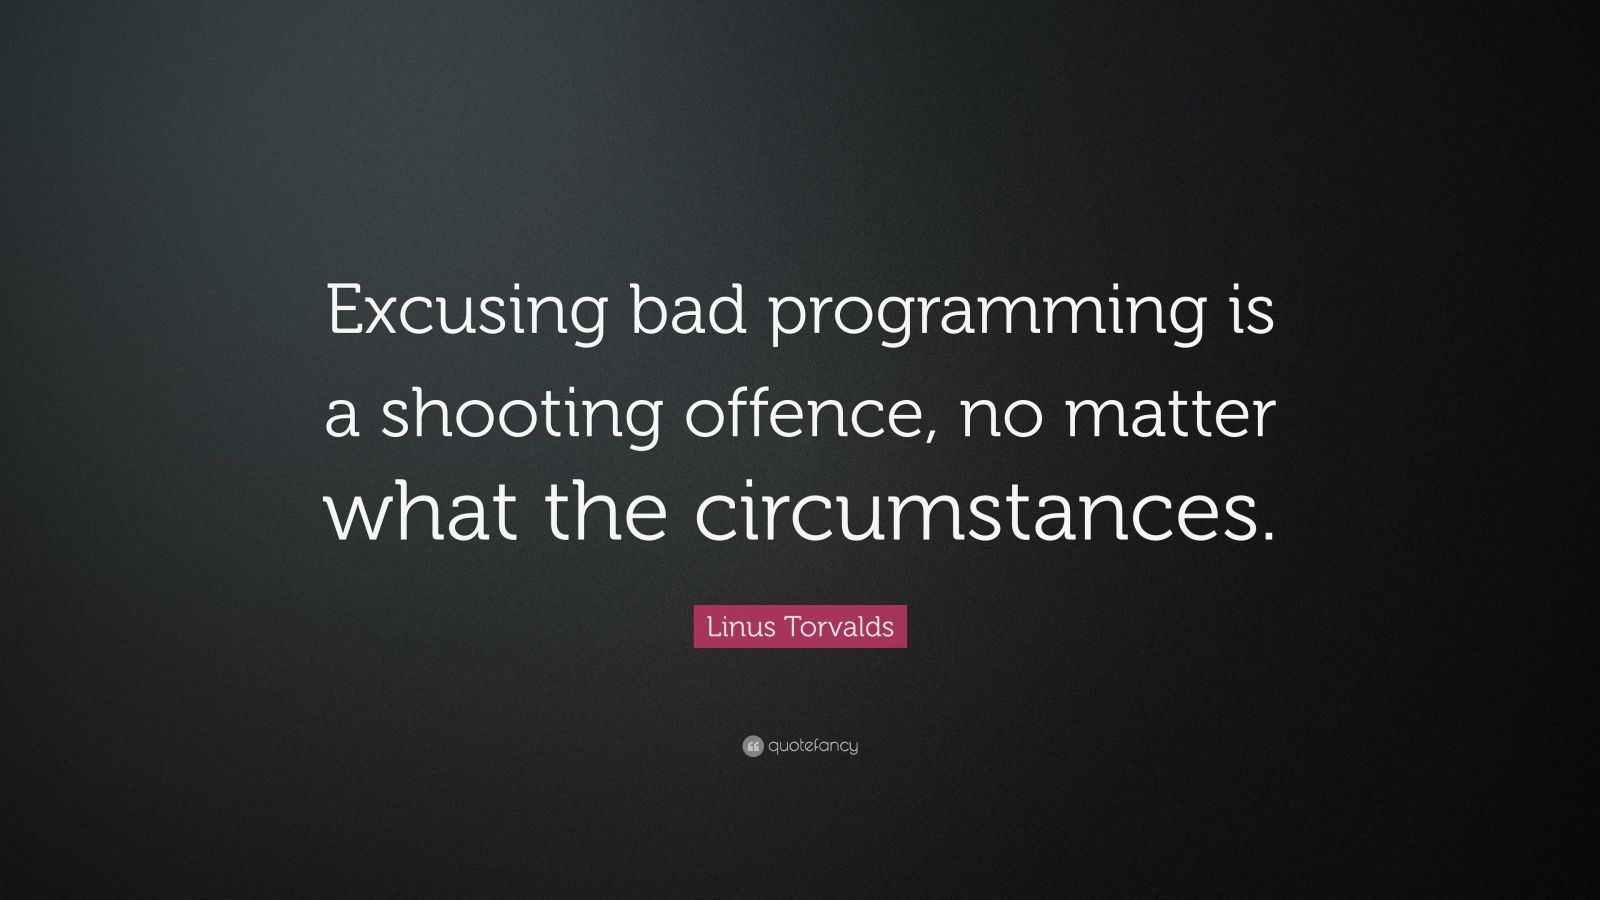 Excusing bad programming is
a shooting offence, no matter
what the circumstances.
Linus Torvalds
quotefancy